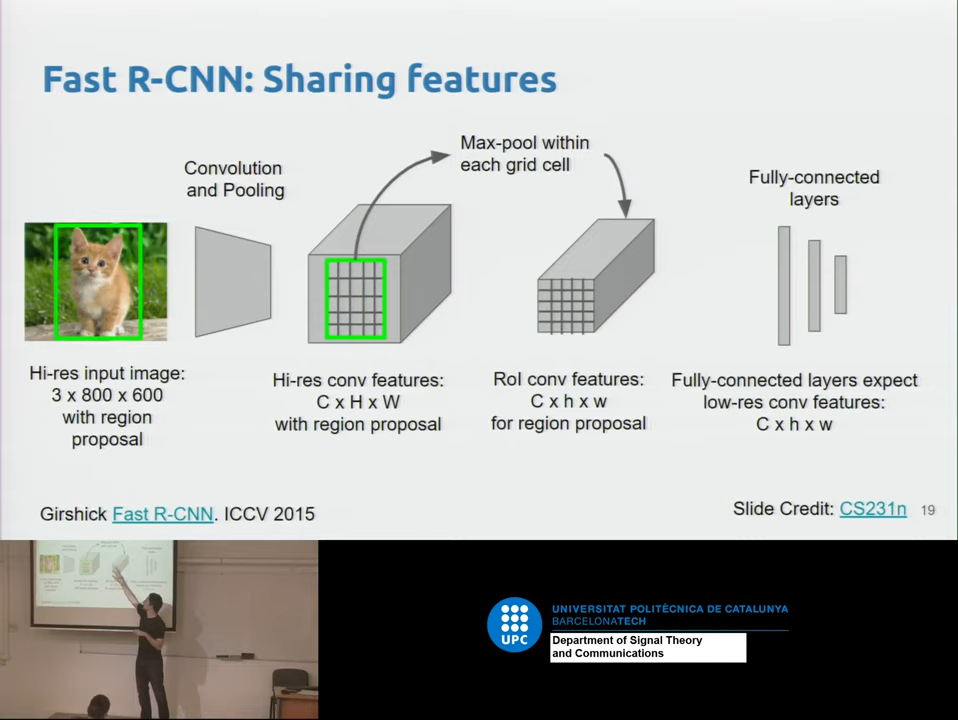 Fast R-CNN: Sharing features
Max-pool within
each grid cell
Convolution
and Pooling
Fully-connected
layers
Hi-res input image:
3 x 800 x 600
with region
proposal
Hi-res conv features:
C x H x W
with region proposal
RoI conv features:
C x h x w
for region proposal
Fully-connected layers expect
low-res conv features:
C x h x w
Girshick Fast R-CNN. ICCV 2015
Slide Credit: CS231n 19
UPC
UNIVERSITAT POLITÈCNICA DE CATALUNYA
BARCELONATECH
Department of Signal Theory
and Communications